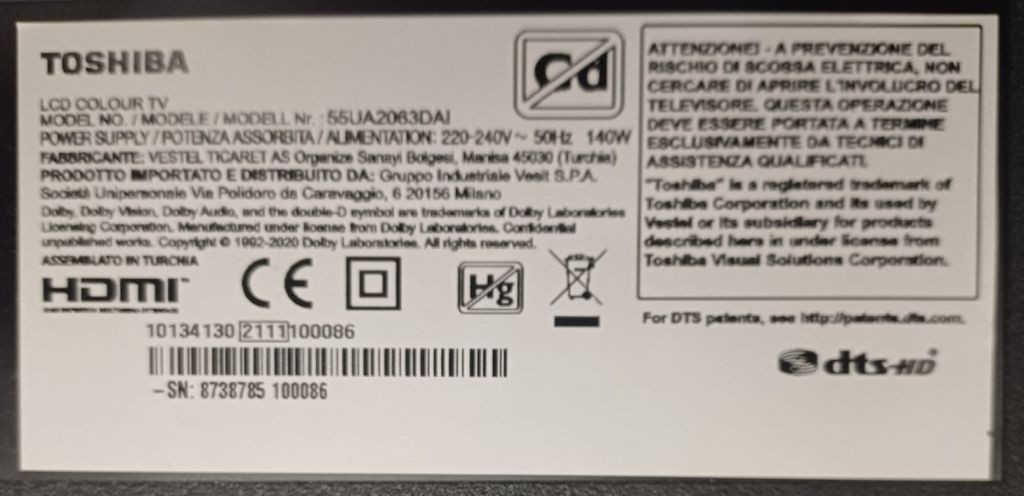 TOSHIBA
LCD COLOUR TV
MODEL NO. / MODELE / MODELL Nr. : 55UA2063DAI
POWER SUPPLY / POTENZA ASSORBITA / ALIMENTATION: 220-240V ~ 50Hz 140W
FABRICANTE: VESTEL TICARET AS Organize Sanayi Bolgesi, Manisa 45030 (Turchia)
PRODOTTO IMPORTATO E DISTRIBUITO DA: Gruppo Industriale Vesit S.P.A.
Società Unipersonale Via Polidoro da Caravaggio, 6 20156 Milano
Dolby, Dolby Vision, Dolby Audio, and the double-D symbol are trademarks of Dolby Laboratories
Licensing Corporation. Manufactured under license from Dolby Laboratories. Confidential
unpublished works. Copyright © 1992-2020 Dolby Laboratories. All rights reserved.
ASSEMBLATO IN TURCHIA
HDMI
CE
Hg
10134130 2111 100086
-SN: 8738785 100086
Cd
ATTENZIONE! - A PREVENZIONE DEL
RISCHIO DI SCOSSA ELETTRICA, NON
CERCARE DI APRIRE L'INVOLUCRO DEL
TELEVISORE. QUESTA OPERAZIONE
DEVE ESSERE PORTATA A TERMINE
ESCLUSIVAMENTE DA TECNICI DI
ASSISTENZA QUALIFICATI.
"Toshiba" is a registered trademark of
Toshiba Corporation and its used by
Vestel or its subsidiary for products
described here in under license from
Toshiba Visual Solutions Corporation.
For DTS patents, see http://patents.dts.com.
dts-HD